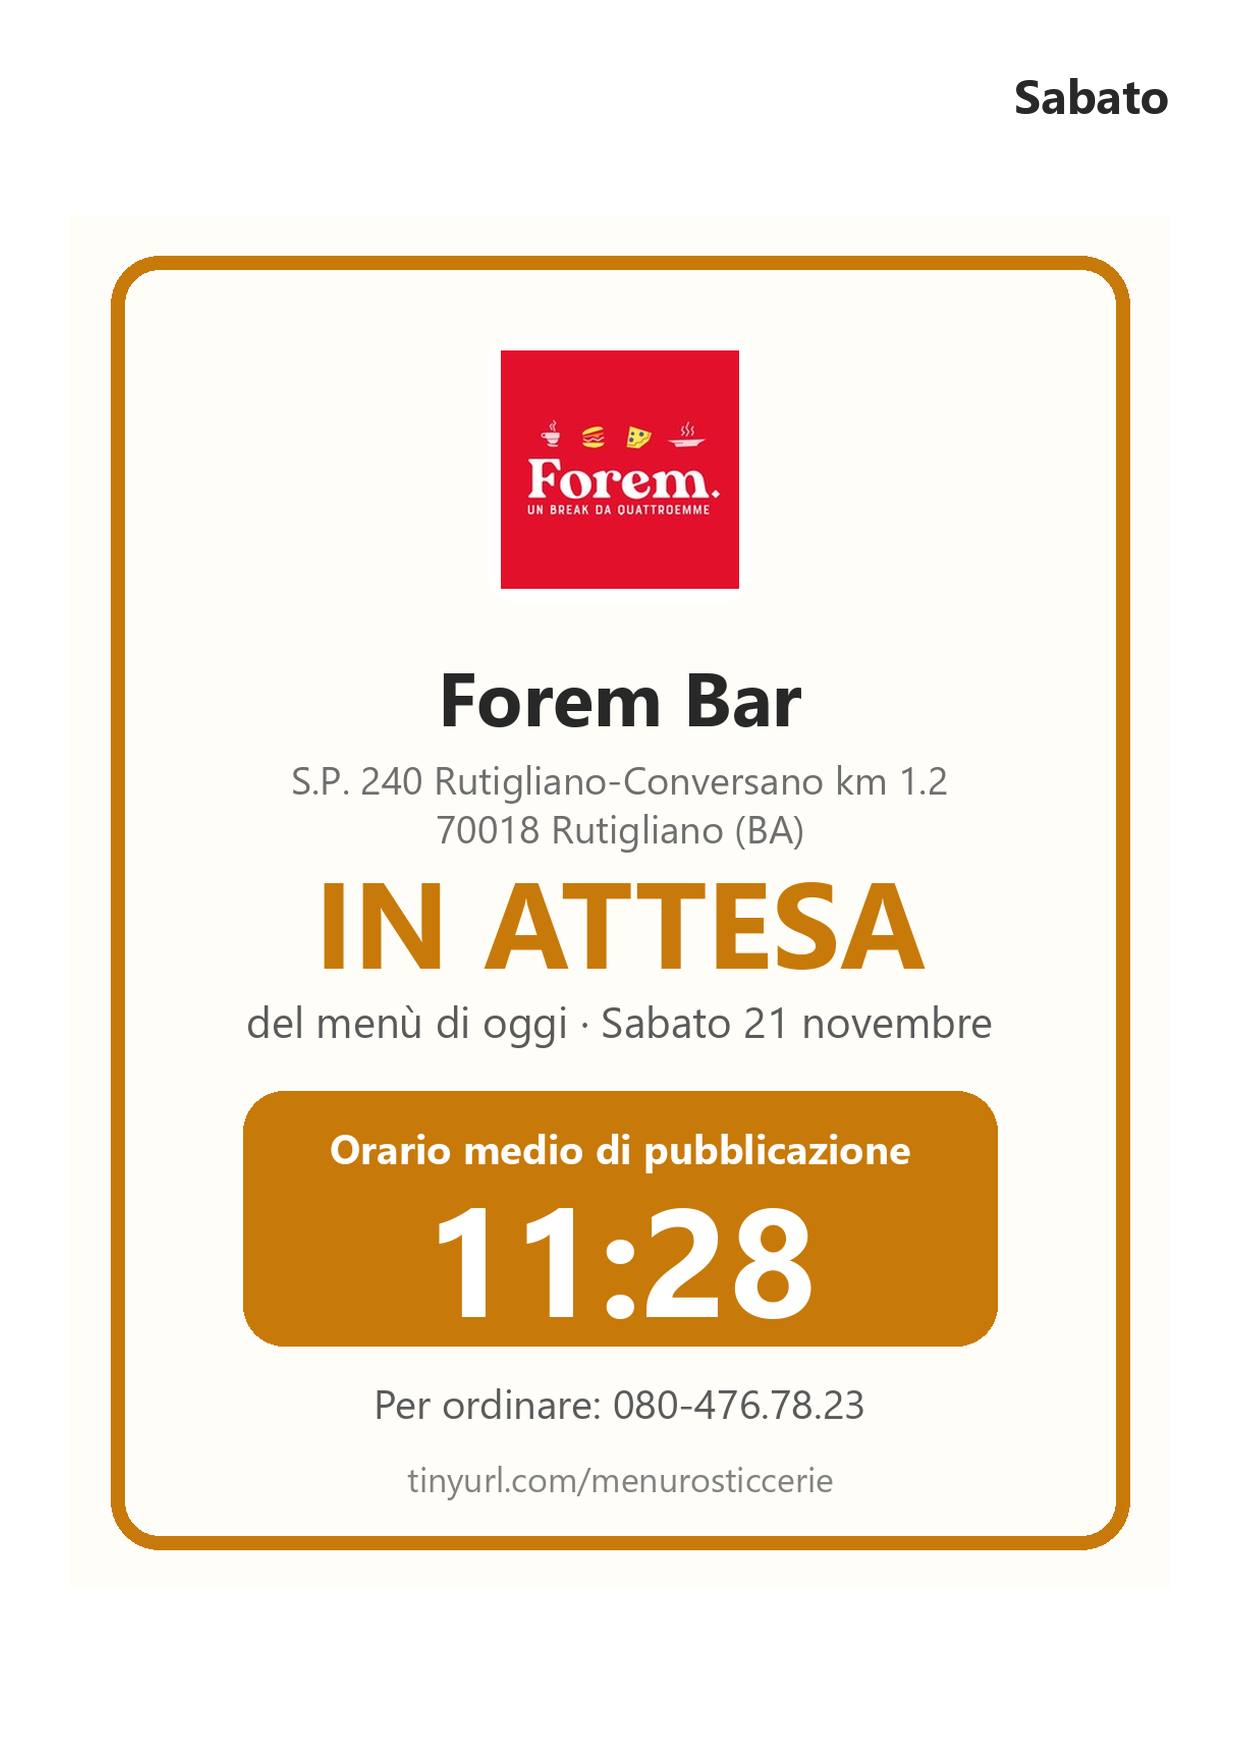 Sabato
Forem.
UN BREAK DA QUATTROEMME
Forem Bar
S.P. 240 Rutigliano-Conversano km 1.2
70018 Rutigliano (BA)
IN ATTESA
del menù di oggi · Sabato 21 novembre
Orario medio di pubblicazione
11:28
Per ordinare: 080-476.78.23
tinyurl.com/menurosticcerie